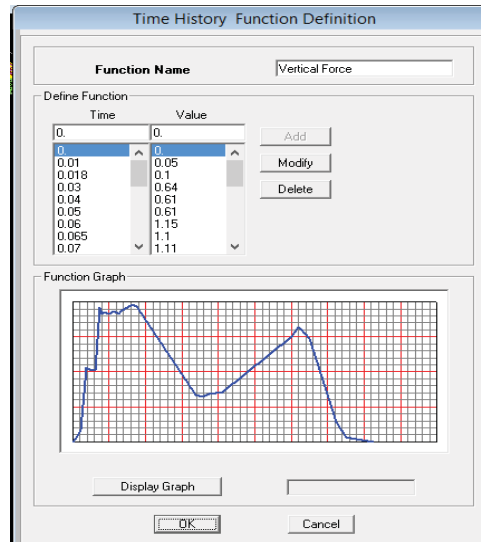 Time History Function Definition
Function Name
Vertical Force
Define Function
Time Value
0. 0.
Add
0. 0.
0.01 0.05
0.018 0.1
0.03 0.64
0.04 0.61
0.05 0.61
0.06 1.15
0.065 1.1
0.07 1.11
Modify
Delete
Function Graph
Display Graph
OK Cancel